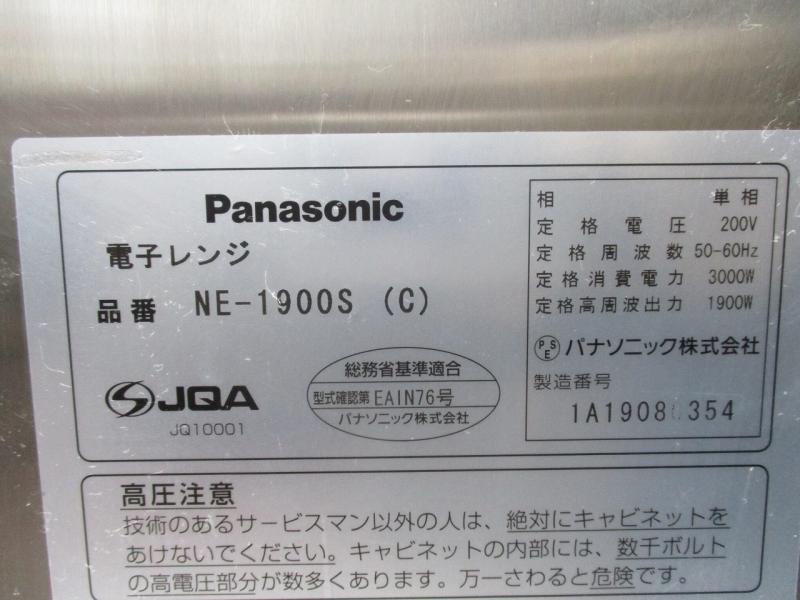 Panasonic
電子レンジ
品番 NE-1900S (C)
JQA
JQ10001
総務省基準適合
型式確認第 EAIN76号
パナソニック株式会社
相 単相
定格電圧 200V
定格周波数 50-60Hz
定格消費電力 3000W
定格高周波出力 1900W
PSE パナソニック株式会社
製造番号
1A1908 354
高圧注意
技術のあるサービスマン以外の人は、絶対にキャビネットを
あけないでください。キャビネットの内部には、数千ボルト
の高電圧部分が数多くあります。万一さわると危険です。